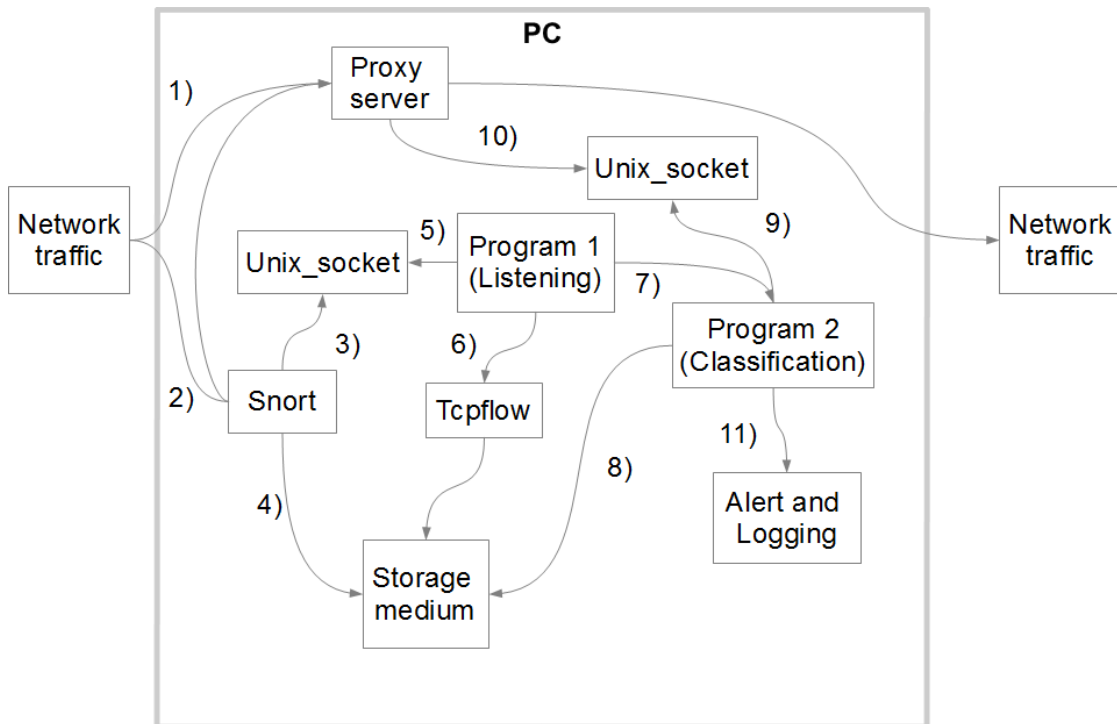 PC
Proxy
server
1)
10)
Unix_socket
Network
traffic
9)
Network
traffic
5)
Program 1
(Listening)
Unix_socket
7)
3)
6)
Program 2
(Classification)
2)
Snort
Tcpflow
11)
8)
4)
Alert and
Logging
Storage
medium